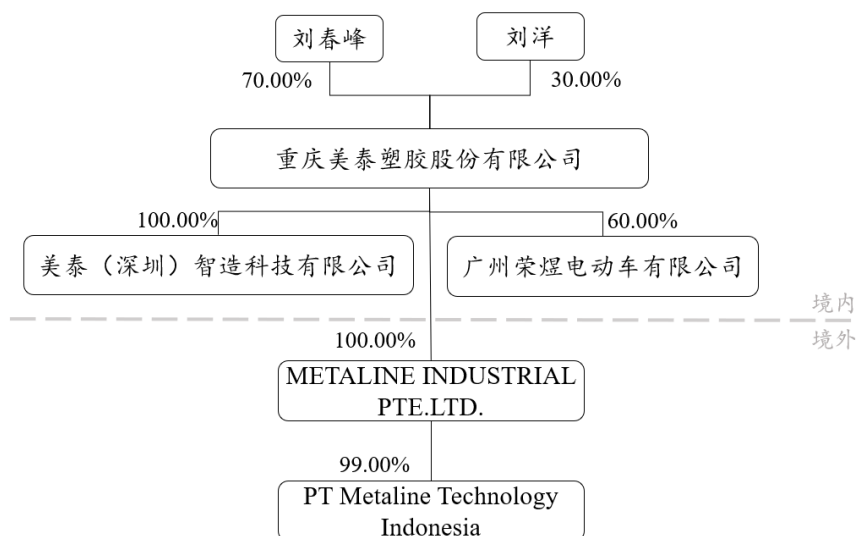 刘春峰
刘洋
70.00%
30.00%
重庆美泰塑胶股份有限公司
100.00%
60.00%
美泰（深圳）智造科技有限公司
广州荣煜电动车有限公司
境内
境外
100.00%
METALINE INDUSTRIAL
PTE.LTD.
99.00%
PT Metaline Technology
Indonesia